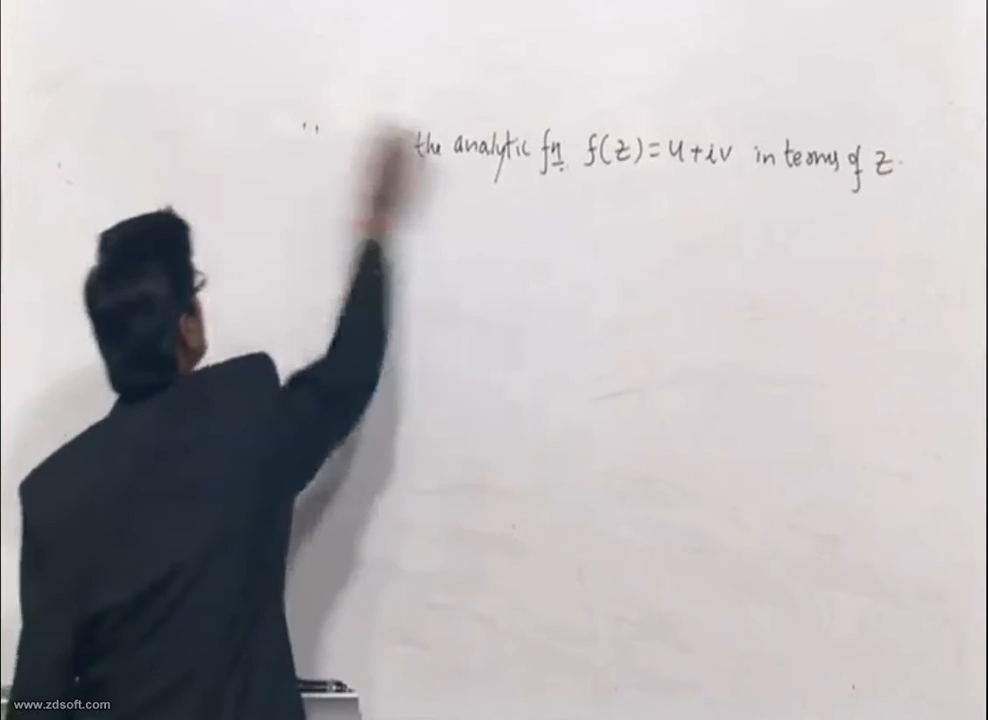 the analytic fn f(z)=u+iv in terms of z.
www.zdsoft.com